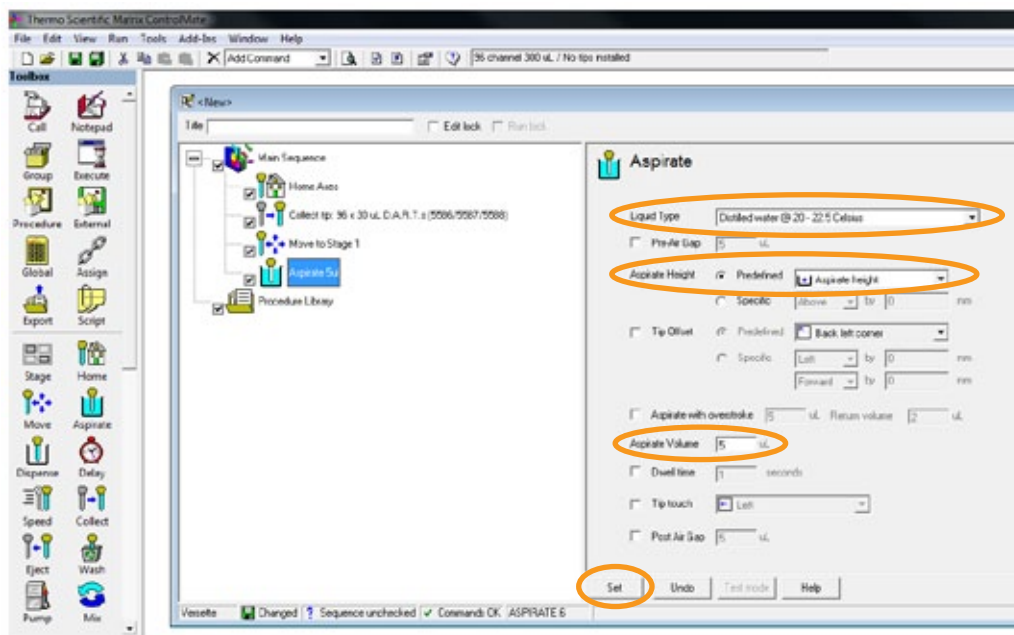 Thermo Scientific Matrix ControlMate
File Edit View Run Tools Add-Ins Window Help
Add Command 96 channel 300 uL / No tips installed
Toolbox
Call Notepad
Group Execute
Procedure External
Global Assign
Export Script
Stage Home
Move Aspirate
Dispense Delay
Speed Collect
Eject Wash
Pump Mix
<New>
Title Edit lock Run lock
Main Sequence
Home Axes
Collect tip: 96 x 30 uL D.A.R.T.s (5586/5587/5588)
Move to Stage 1
Aspirate 5ul
Procedure Library
Aspirate
Liquid Type Distilled water @ 20 - 22.5 Celsius
Pre-Air Gap 5 uL
Aspirate Height Predefined Aspirate height
Specific Above by 0 mm
Tip Offset Predefined Back left corner
Specific Left by 0 mm
Forward by 0 mm
Aspirate with overstroke 5 uL Return volume 2 uL
Aspirate Volume 5 uL
Dwell time 1 seconds
Tip touch Left
Post Air Gap 5 uL
Set Undo Test mode Help
Versette Changed ? Sequence unchecked Commands OK ASPIRATE 6